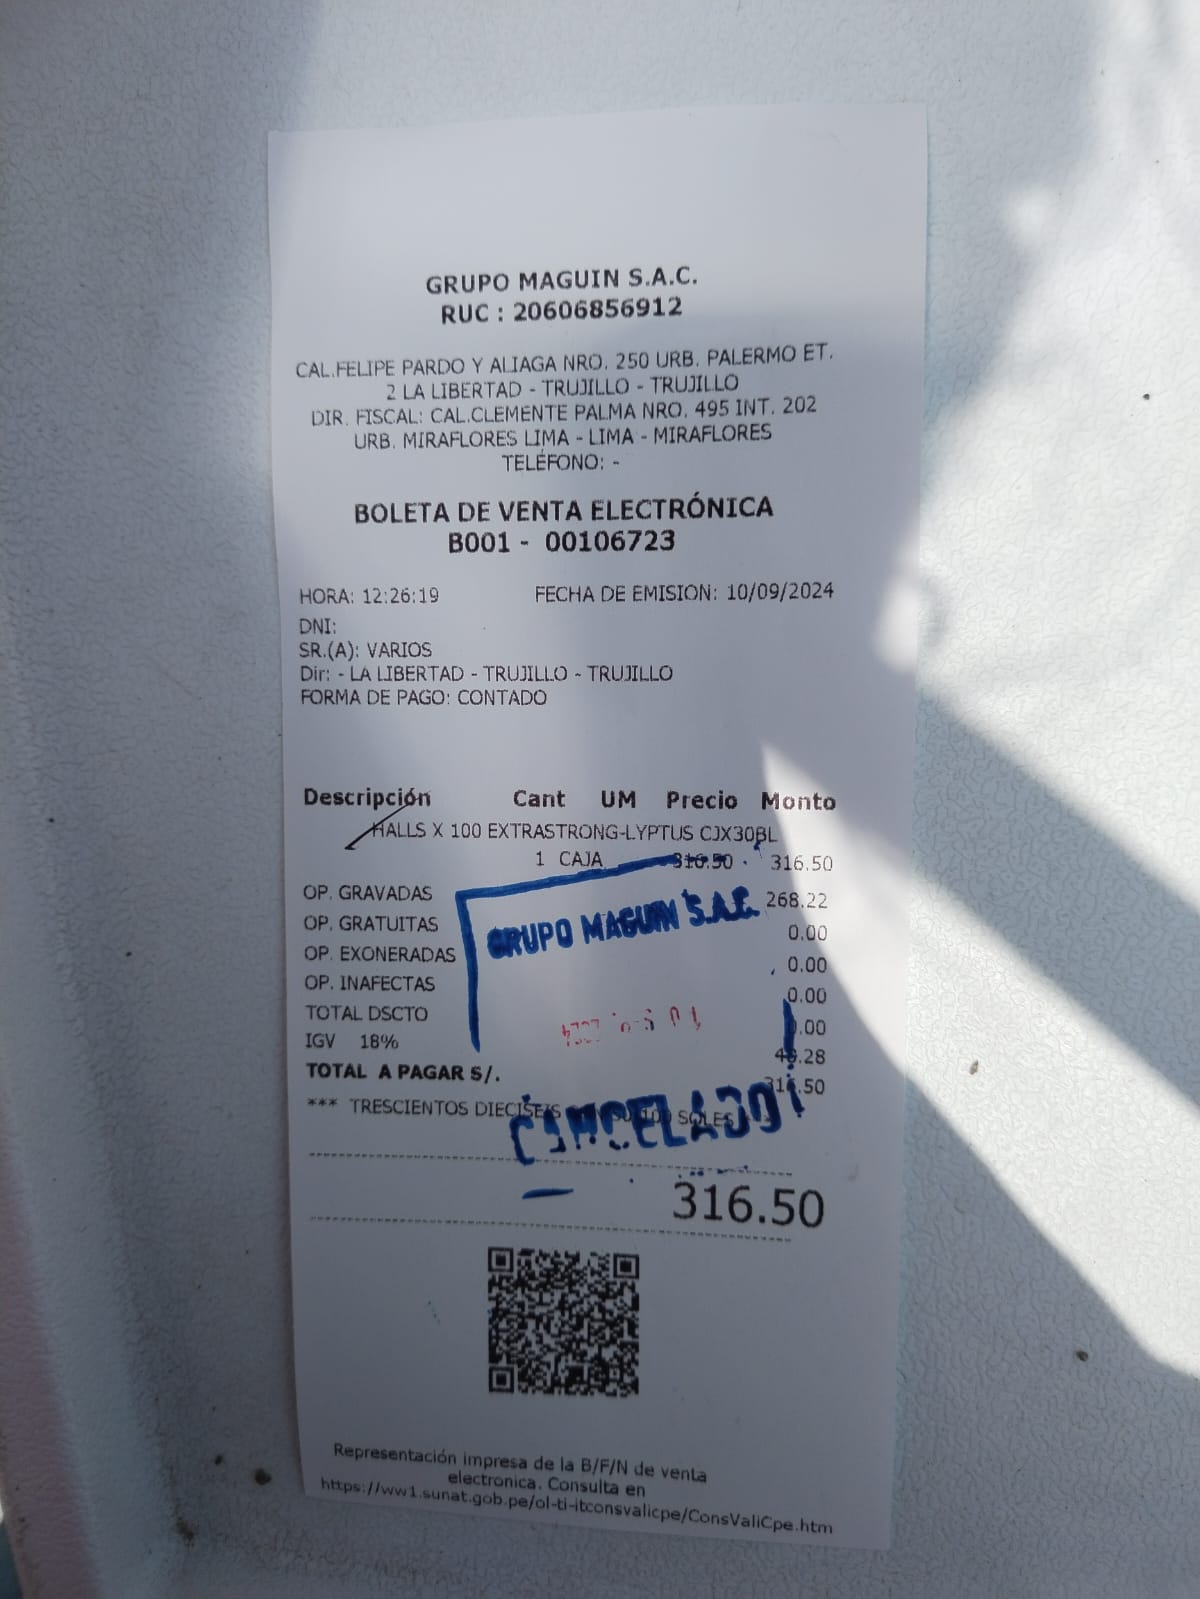 GRUPO MAGUIN S.A.C.
RUC : 20606856912
CAL.FELIPE PARDO Y ALIAGA NRO. 250 URB. PALERMO ET.
2 LA LIBERTAD - TRUJILLO - TRUJILLO
DIR. FISCAL: CAL.CLEMENTE PALMA NRO. 495 INT. 202
URB. MIRAFLORES LIMA - LIMA - MIRAFLORES
TELÉFONO: -
BOLETA DE VENTA ELECTRÓNICA
B001 - 00106723
HORA: 12:26:19 FECHA DE EMISION: 10/09/2024
DNI:
SR.(A): VARIOS
Dir: - LA LIBERTAD - TRUJILLO - TRUJILLO
FORMA DE PAGO: CONTADO
Descripción Cant UM Precio Monto
HALLS X 100 EXTRASTRONG-LYPTUS CJX30BL
1 CAJA 316.50 316.50
OP. GRAVADAS 268.22
OP. GRATUITAS 0.00
OP. EXONERADAS 0.00
OP. INAFECTAS 0.00
TOTAL DSCTO 0.00
IGV 18% 48.28
TOTAL A PAGAR S/. 316.50
*** TRESCIENTOS DIECISEIS SOLES
GRUPO MAGUIN S.A.C.
CANCELADO
316.50
Representación impresa de la B/F/N de venta
electronica. Consulta en
https://ww1.sunat.gob.pe/ol-ti-itconsvalicpe/ConsValiCpe.htm